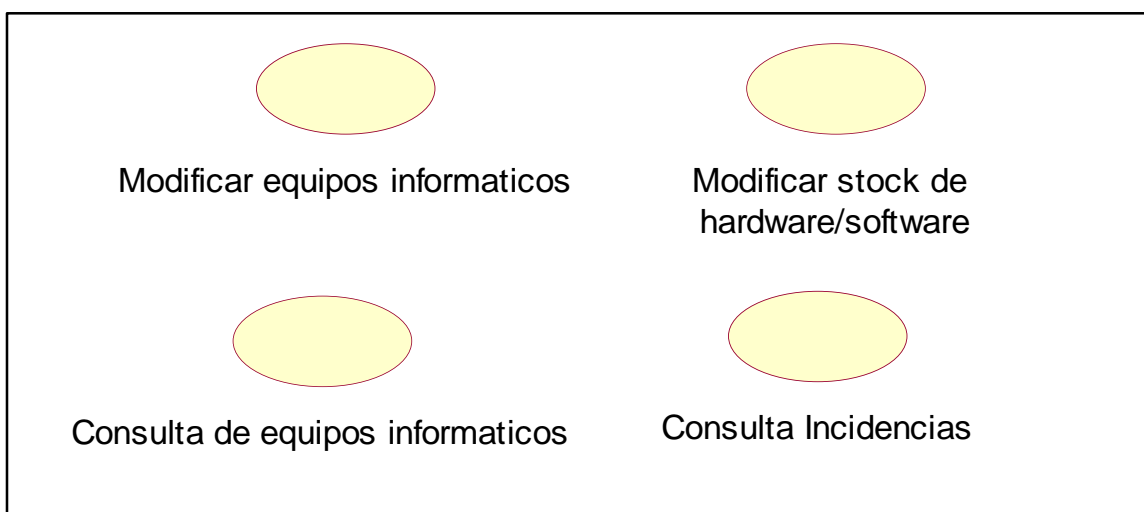 Modificar equipos informaticos
Modificar stock de
hardware/software
Consulta de equipos informaticos
Consulta Incidencias